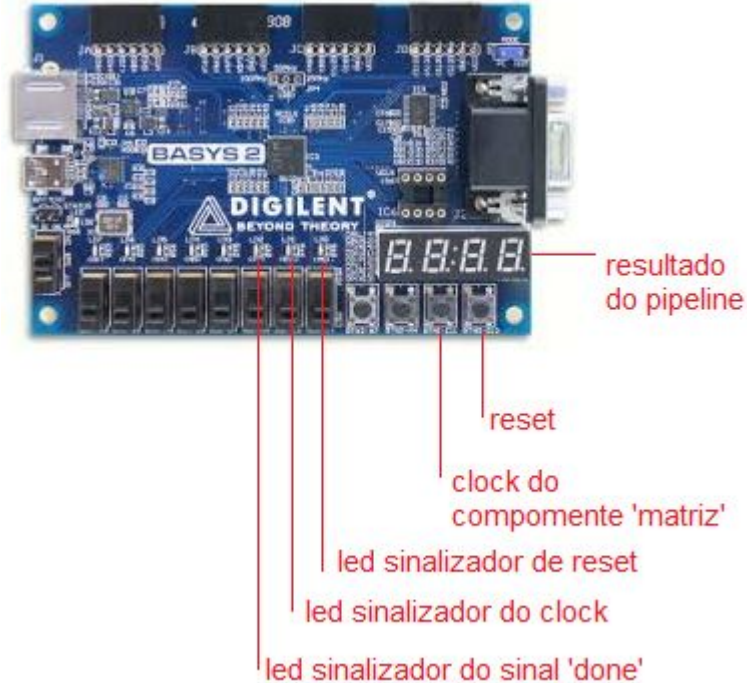 BASYS 2
DIGILENT®
BEYOND THEORY
resultado
do pipeline
reset
clock do
compomente 'matriz'
led sinalizador de reset
led sinalizador do clock
led sinalizador do sinal 'done'